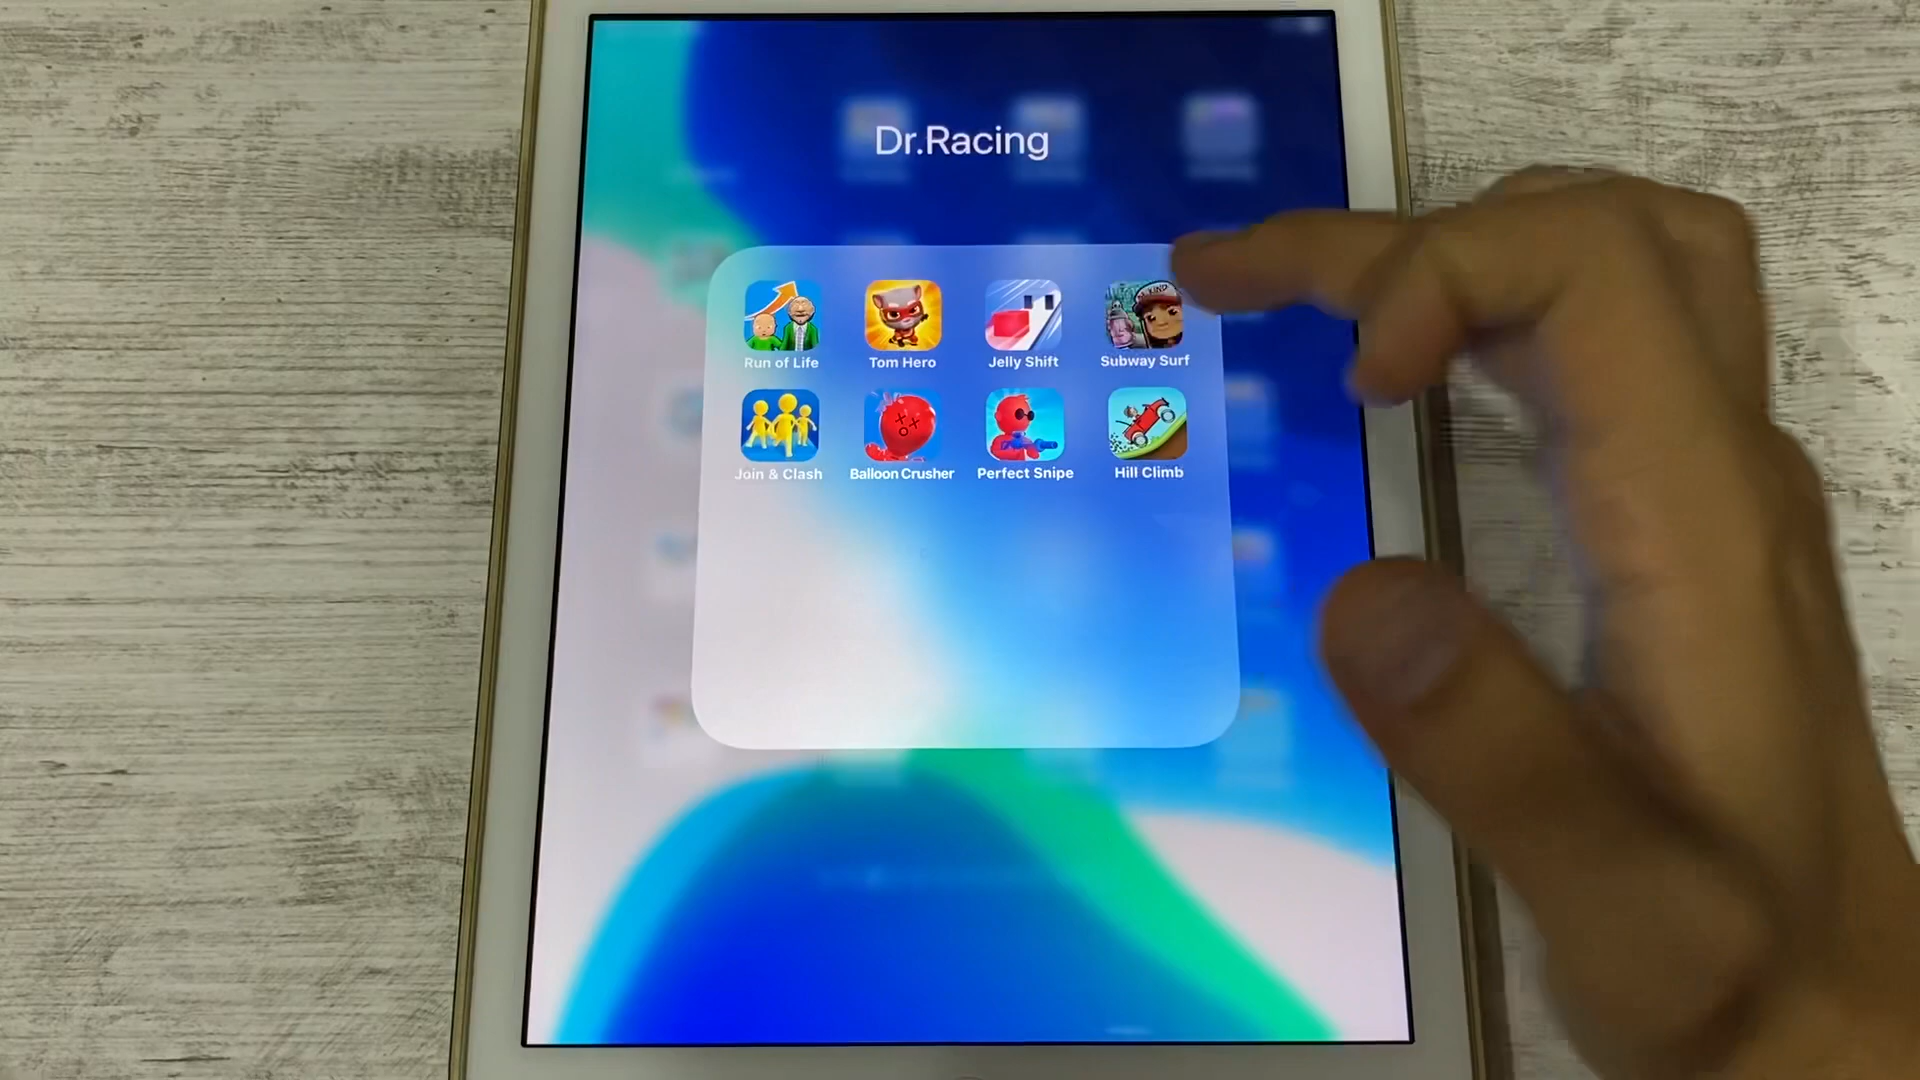 Dr.Racing
Run of Life
Tom Hero
Jelly Shift
Subway Surf
Join & Clash
Balloon Crusher
Perfect Snipe
Hill Climb